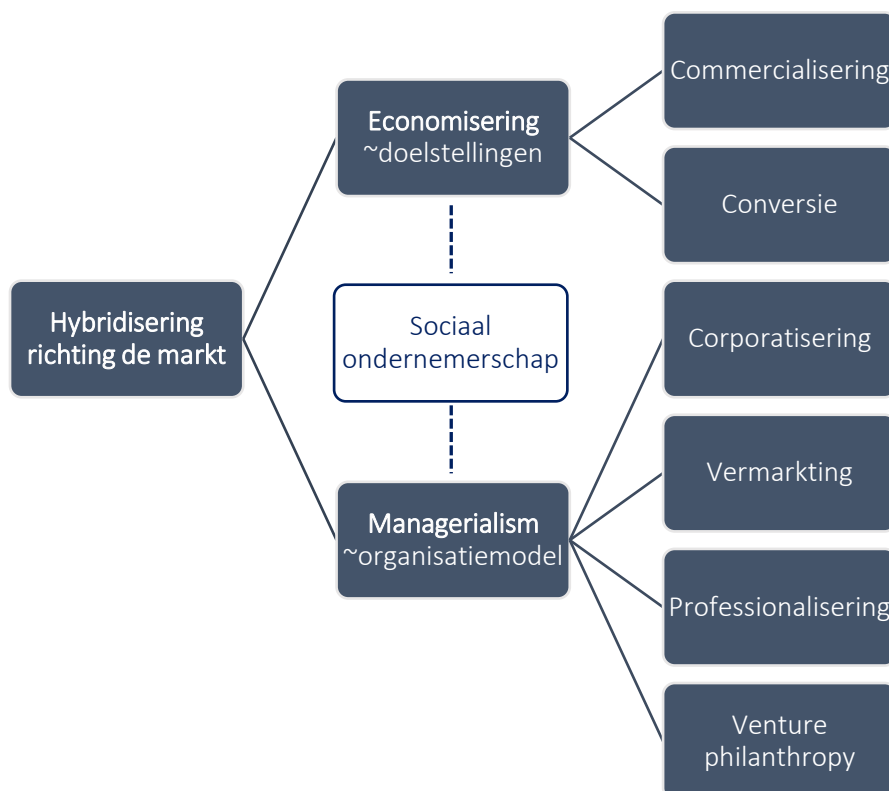 Hybridisering
richting de markt
Economisering
~doelstellingen
Sociaal
ondernemerschap
Managerialism
~organisatiemodel
Commercialisering
Conversie
Corporatisering
Vermarkting
Professionalisering
Venture
philanthropy